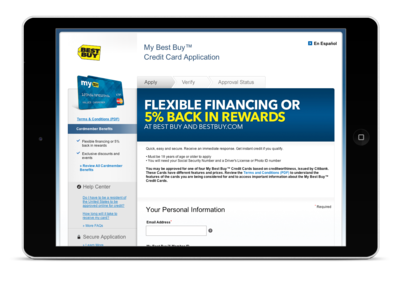 BEST
BUY
My Best Buy™
Credit Card Application
En Español
Apply
Verify
Approval Status
my
Terms & Conditions (PDF)
Cardmember Benefits
Flexible financing or 5%
back in rewards
Exclusive discounts and
events
Review All Cardmember
Benefits
Help Center
Do I have to be a resident of
the United States to be
approved online for credit?
How long will it take to
receive my card?
More FAQs
Secure Application
FLEXIBLE FINANCING OR
5% BACK IN REWARDS
AT BEST BUY AND BESTBUY.COM
Quick, easy and secure. Receive an immediate response. Get instant credit if you qualify.
• Must be 18 years of age or older to apply
• You will need your Social Security Number and a Driver's License or Photo ID number
You may be approved for one of four My Best Buy™ Credit Cards based on creditworthiness, issued by Citibank.
These Cards have different features and prices. Review the Terms and Conditions (PDF) to understand the
features of the cards you are being considered for and to access important information about the My Best Buy™
Credit Cards.
* Required
Your Personal Information
Email Address*